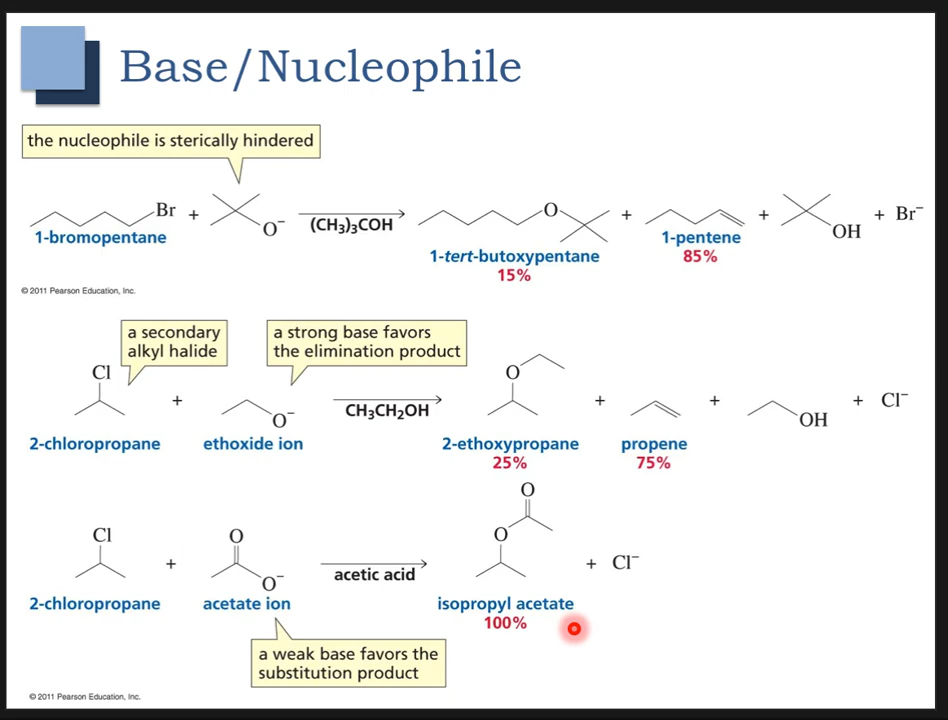 Base/Nucleophile
the nucleophile is sterically hindered
Br + O⁻ (CH₃)₃COH O + + OH + Br⁻
1-bromopentane
1-tert-butoxypentane
15%
1-pentene
85%
© 2011 Pearson Education, Inc.
a secondary
alkyl halide
a strong base favors
the elimination product
Cl + O⁻ CH₃CH₂OH O + + OH + Cl⁻
2-chloropropane
ethoxide ion
2-ethoxypropane
25%
propene
75%
Cl + O O⁻ acetic acid O O + Cl⁻
2-chloropropane
acetate ion
isopropyl acetate
100%
a weak base favors the
substitution product
© 2011 Pearson Education, Inc.